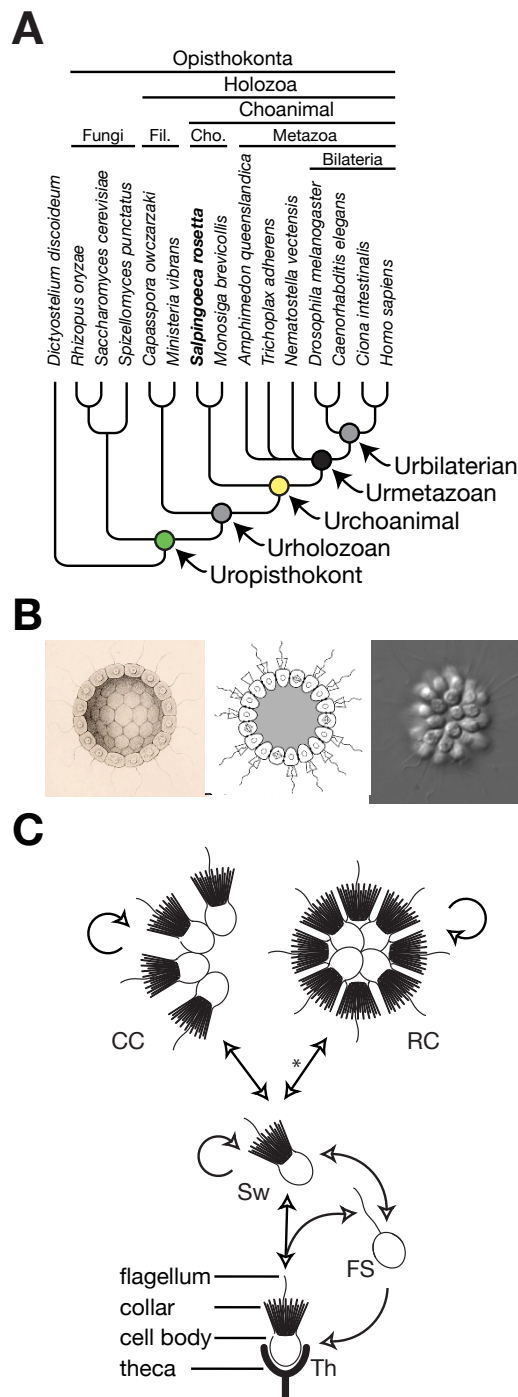 A
Opisthokonta
Holozoa
Choanimal
Fungi Fil. Cho. Metazoa
Bilateria
Dictyostelium discoideum
Rhizopus oryzae
Saccharomyces cerevisiae
Spizellomyces punctatus
Capasspora owczarzaki
Ministeria vibrans
Salpingoeca rosetta
Monosiga brevicollis
Amphimedon queenslandica
Trichoplax adherens
Nematostella vectensis
Drosophila melanogaster
Caenorhabditis elegans
Ciona intestinalis
Homo sapiens
Urbilaterian
Urmetazoan
Urchoanimal
Urholozoan
Uropisthokont
B
C
CC
RC
*
Sw
FS
flagellum
collar
cell body
theca
Th